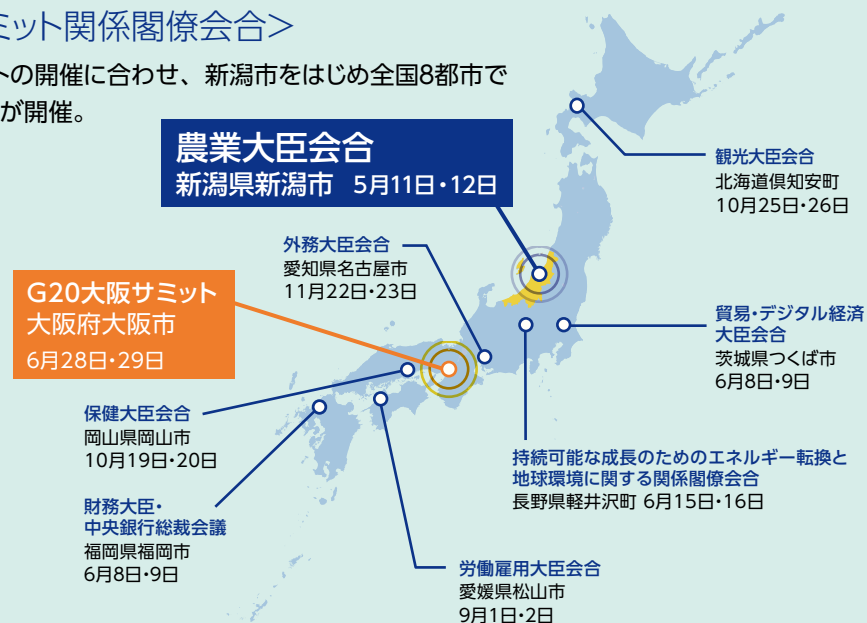 ミット関係閣僚会合＞
トの開催に合わせ、新潟市をはじめ全国8都市で
が開催。
農業大臣会合
新潟県新潟市 5月11日・12日
観光大臣会合
北海道倶知安町
10月25日・26日
外務大臣会合
愛知県名古屋市
11月22日・23日
G20大阪サミット
大阪府大阪市
6月28日・29日
貿易・デジタル経済
大臣会合
茨城県つくば市
6月8日・9日
保健大臣会合
岡山県岡山市
10月19日・20日
持続可能な成長のためのエネルギー転換と
地球環境に関する関係閣僚会合
長野県軽井沢町 6月15日・16日
財務大臣・
中央銀行総裁会議
福岡県福岡市
6月8日・9日
労働雇用大臣会合
愛媛県松山市
9月1日・2日